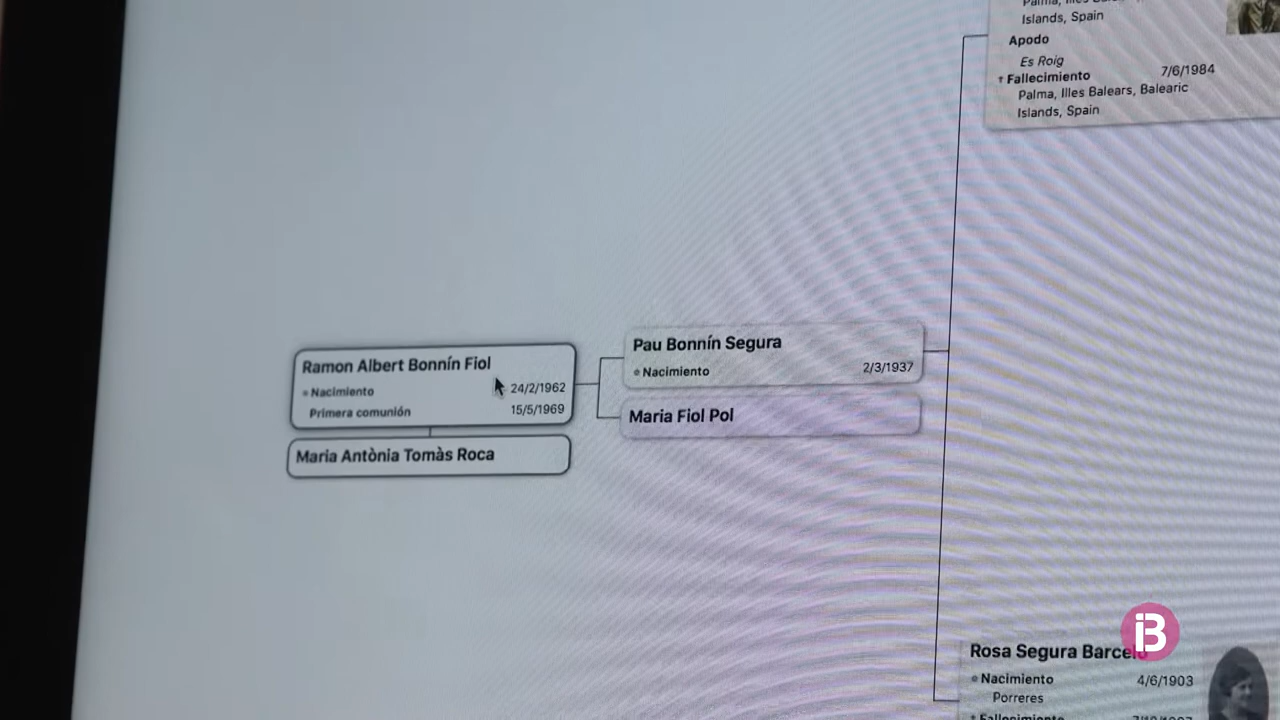 Islands, Spain
Apodo
Es Roig
† Fallecimiento 7/6/1984
Palma, Illes Balears, Balearic
Islands, Spain
Ramon Albert Bonnín Fiol
Nacimiento 24/2/1962
Primera comunión 15/5/1969
Maria Antònia Tomàs Roca
Pau Bonnín Segura
Nacimiento 2/3/1937
Maria Fiol Pol
Rosa Segura Barceló
Nacimiento 4/6/1903
Porreres
Fallecimiento
IB